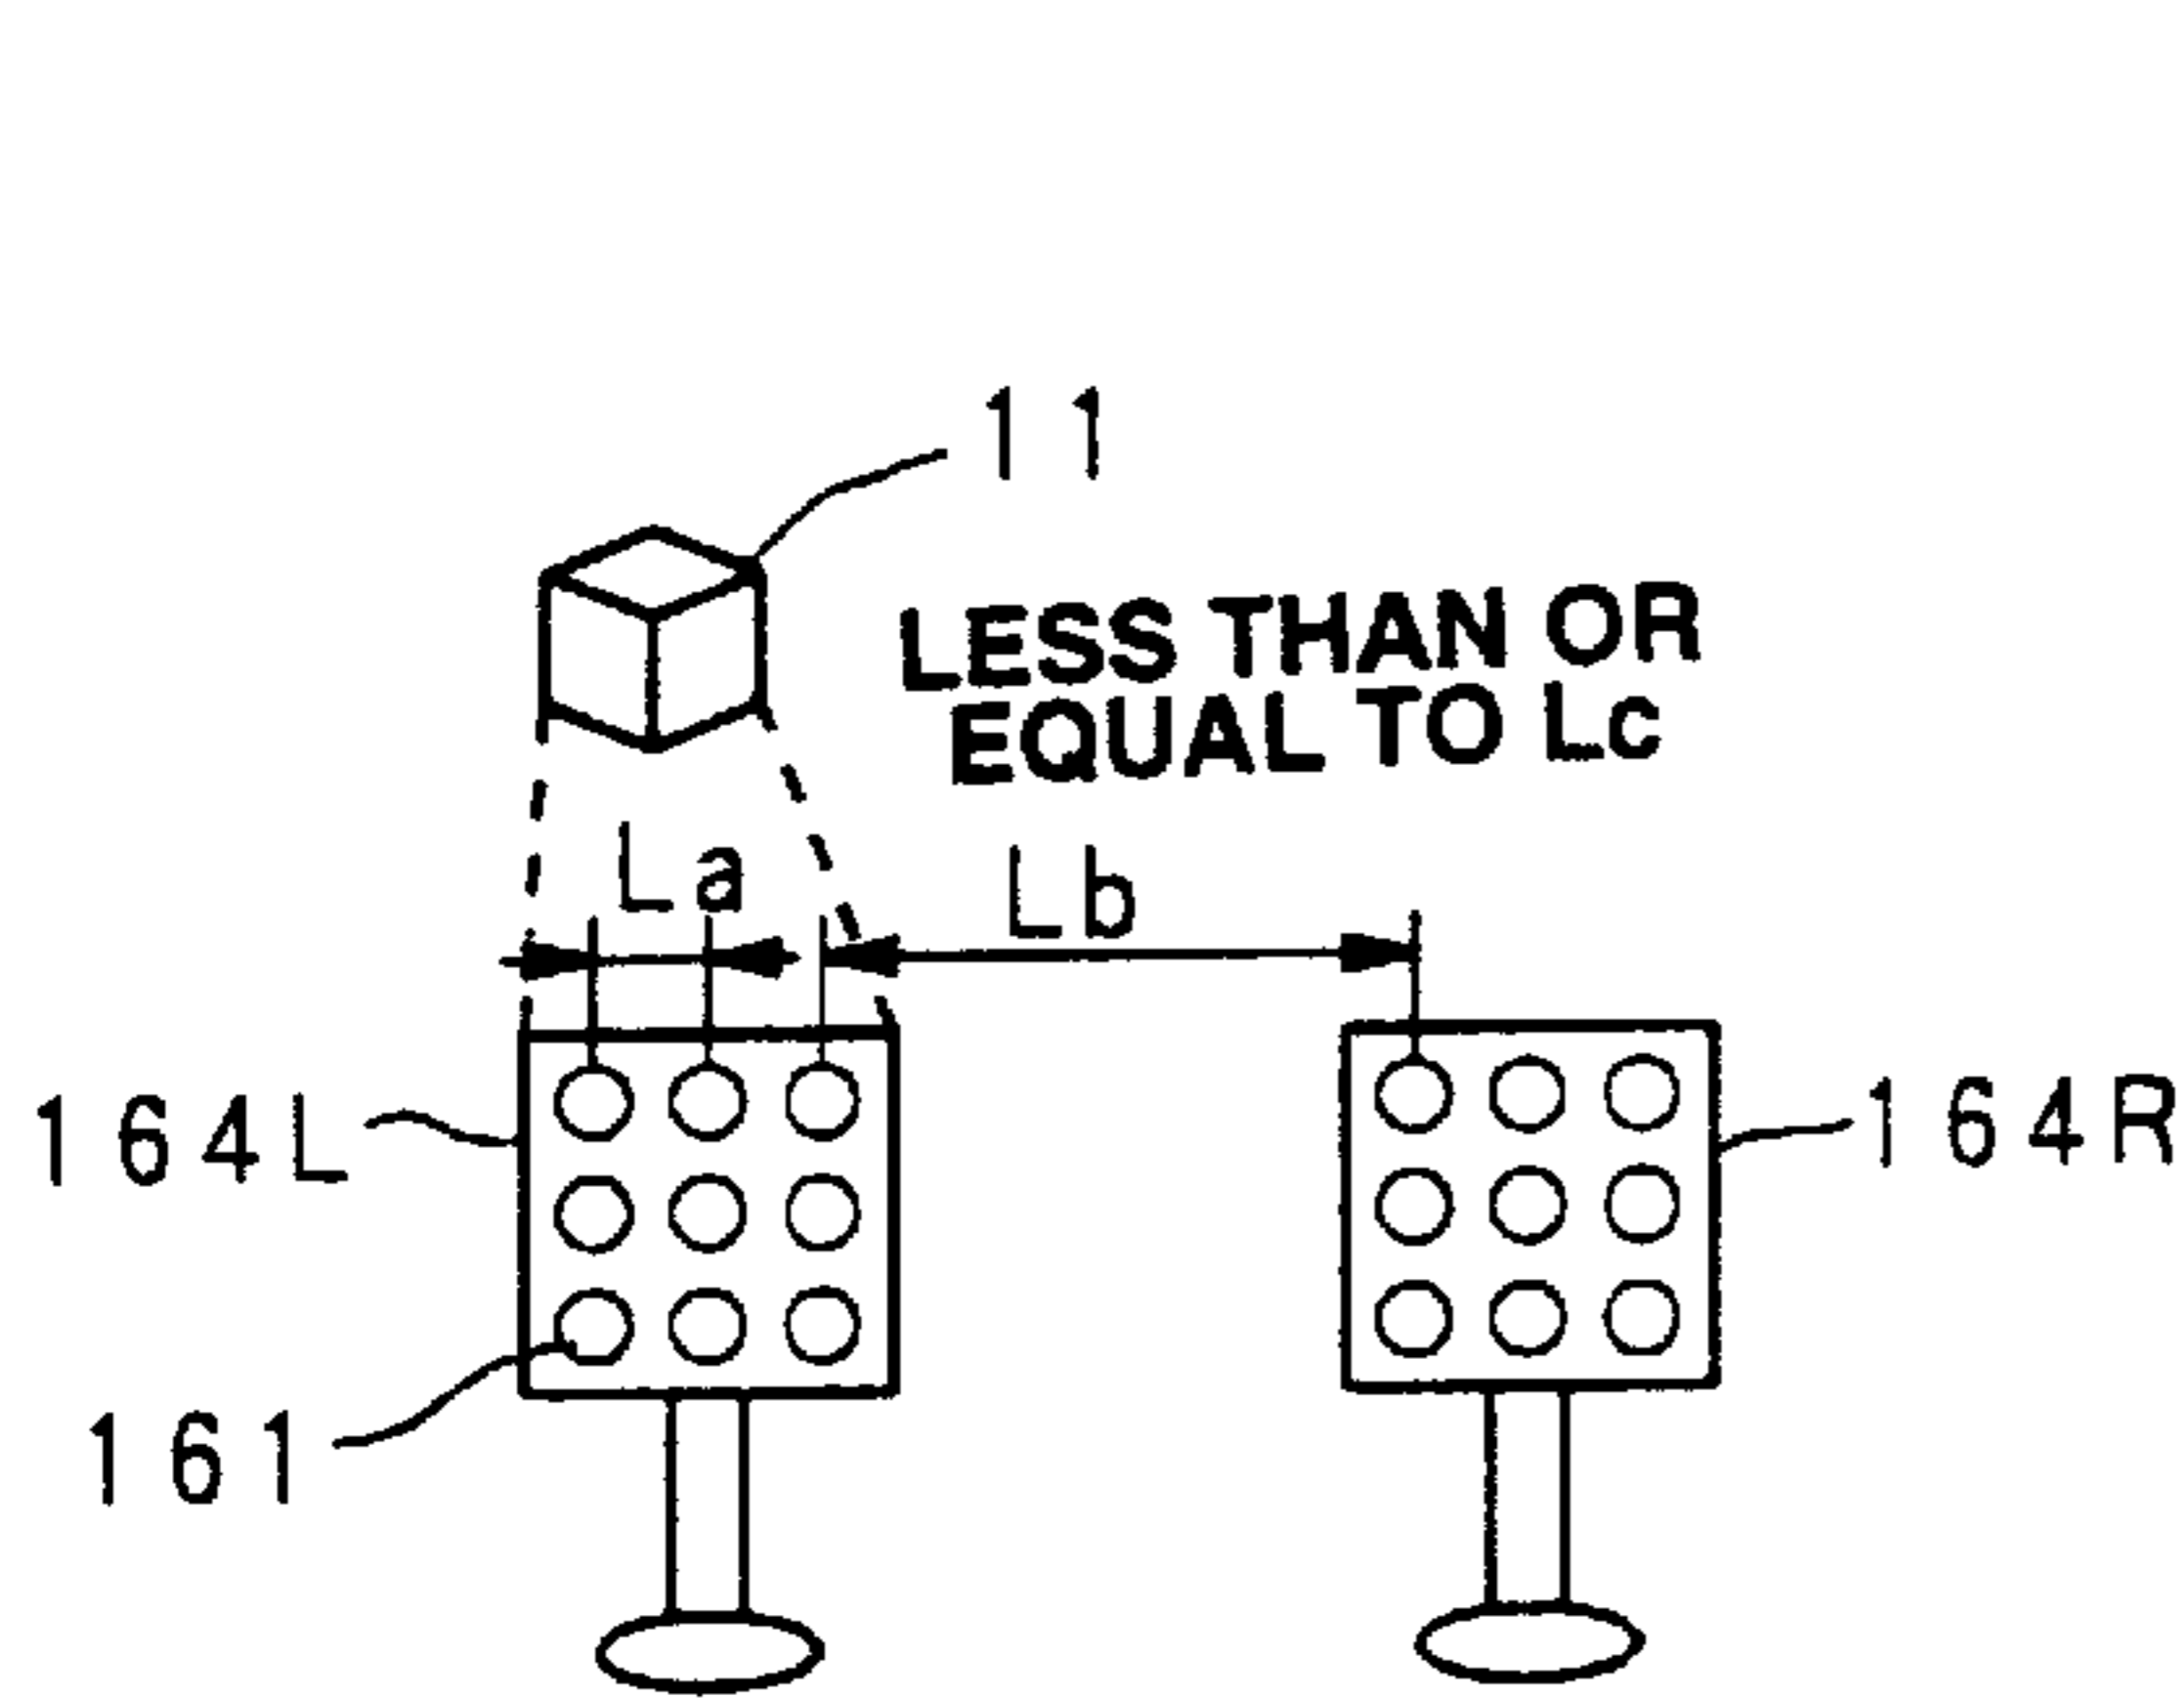 11
LESS THAN OR
EQUAL TO Lc
La
Lb
164L
164R
161